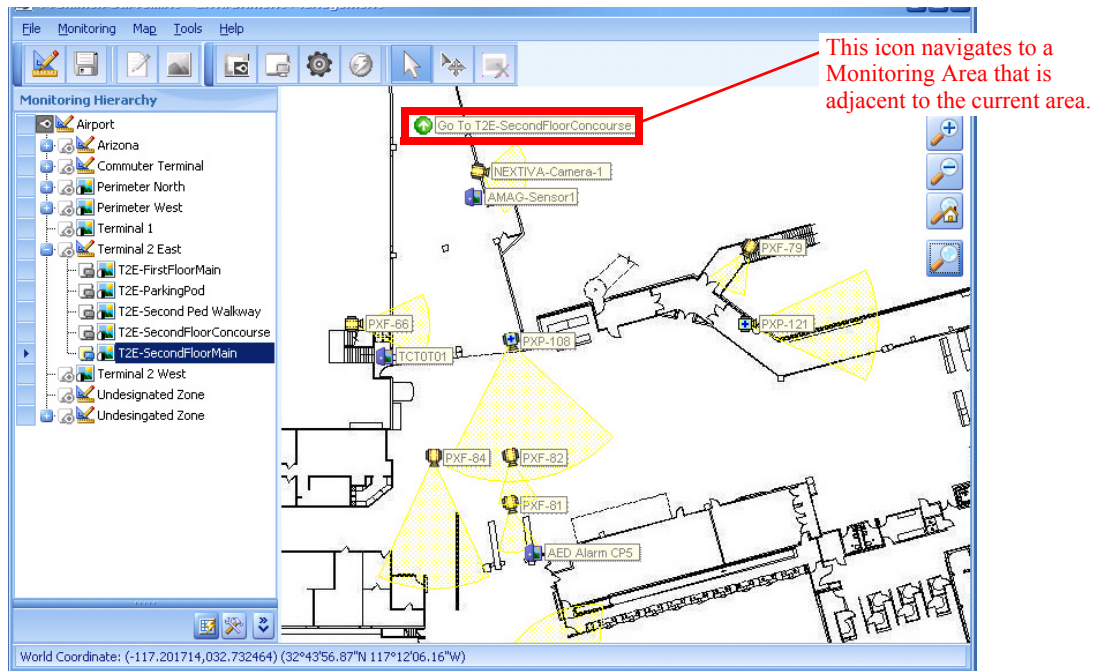 File Monitoring Map Tools Help
This icon navigates to a
Monitoring Area that is
adjacent to the current area.
Monitoring Hierarchy
Airport
Arizona
Commuter Terminal
Perimeter North
Perimeter West
Terminal 1
Terminal 2 East
T2E-FirstFloorMain
T2E-ParkingPod
T2E-Second Ped Walkway
T2E-SecondFloorConcourse
T2E-SecondFloorMain
Terminal 2 West
Undesignated Zone
Undesingated Zone
Go To T2E-SecondFloorConcourse
NEXTIVA-Camera-1
AMAG-Sensor1
PXF-79
PXF-66
PXP-121
PXP-108
TCT0T01
PXF-84
PXF-82
PXF-81
AED Alarm CP5
World Coordinate: (-117.201714,032.732464) (32°43'56.87"N 117°12'06.16"W)